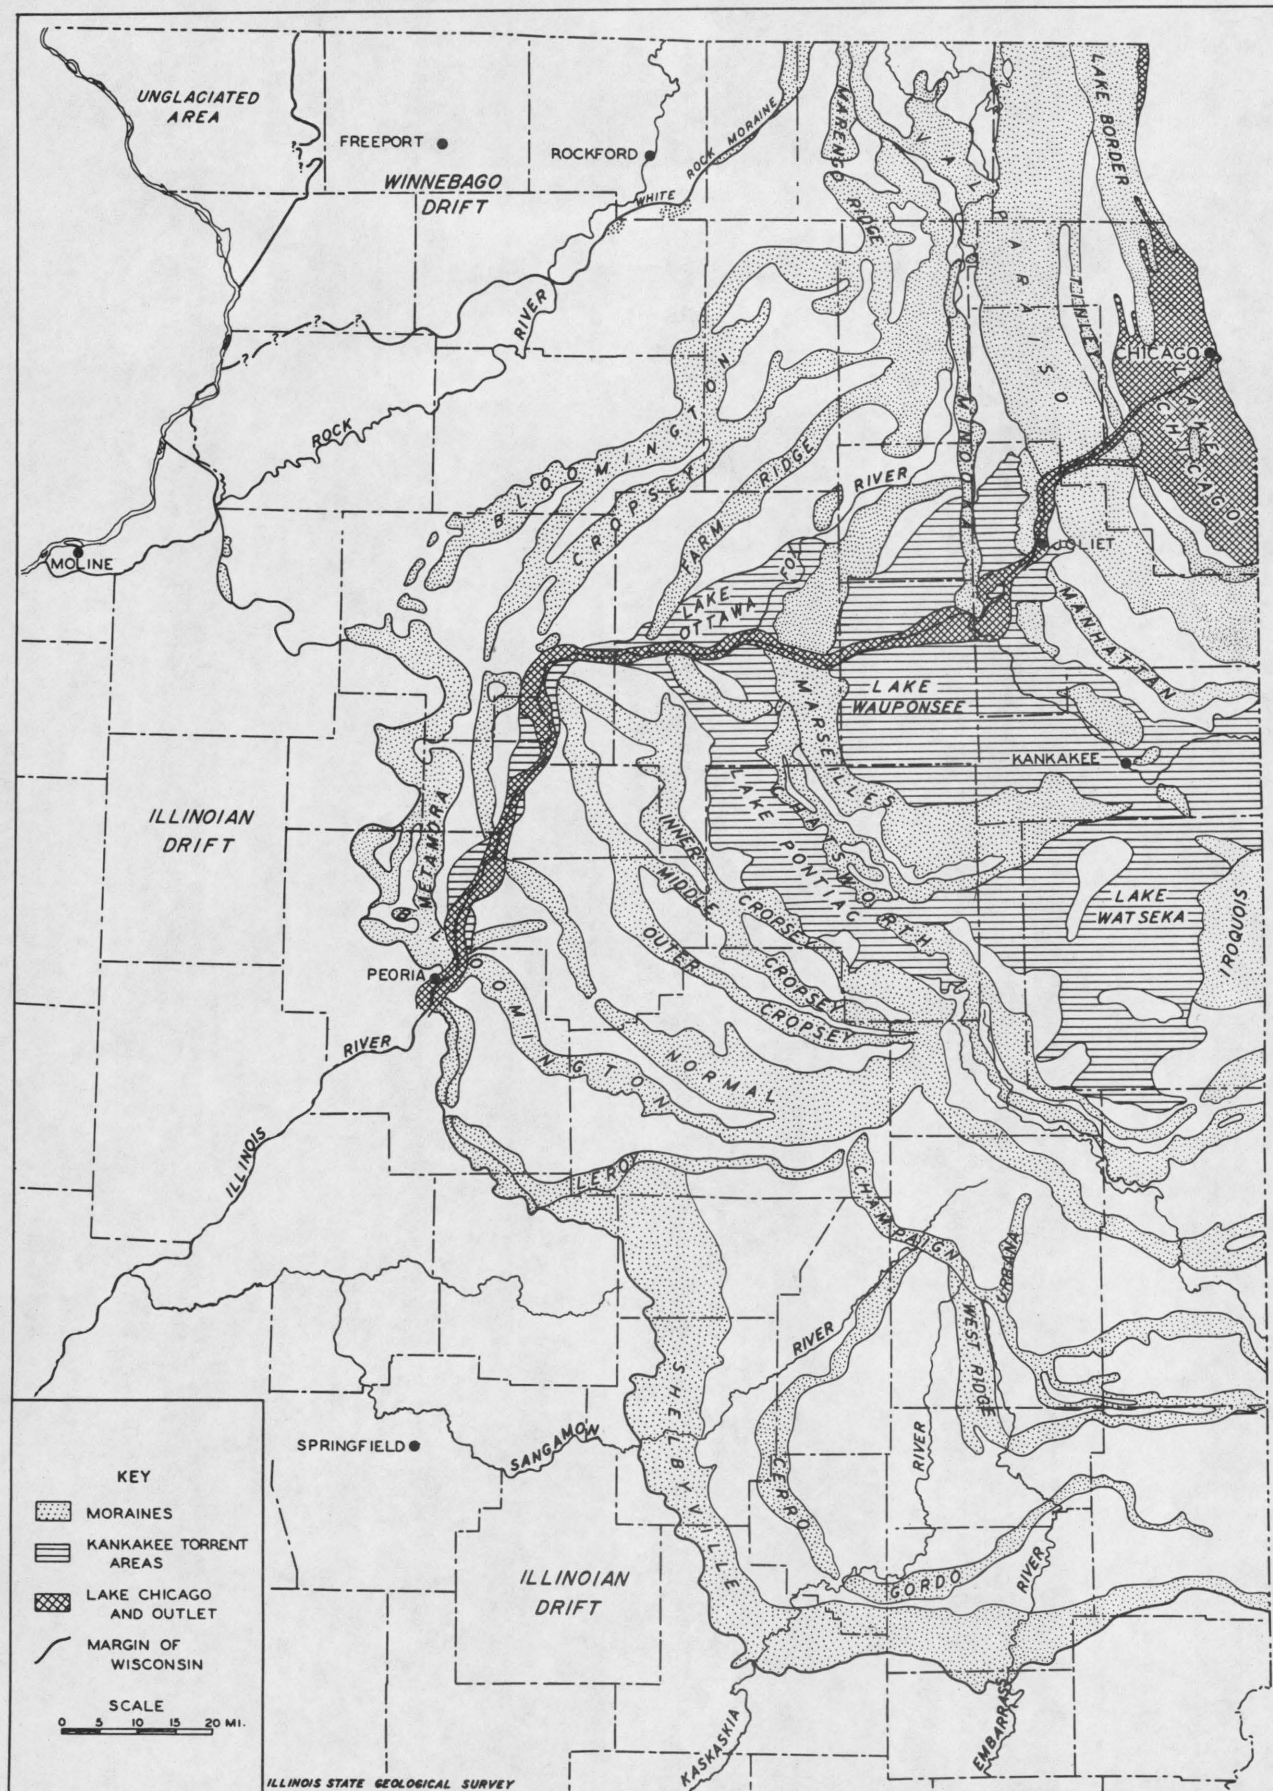 UNGLACIATED
AREA
FREEPORT
ROCKFORD
WINNEBAGO
DRIFT
WHITE ROCK MORAINE
MARENGO
RIDGE
VALPARAISO
LAKE BORDER
TINLEY
CHICAGO
LAKE
CHICAGO
?
?
?
?
?
?
RIVER
ROCK
BLOOMINGTON
CROPSEY
FARM RIDGE
MINOOKA
RIVER
FOX
MOLINE
JOLIET
LAKE
OTTAWA
MANHATTAN
LAKE
WAUPONSEE
MARSEILLES
KANKAKEE
ILLINOIAN
DRIFT
METAMORA
INNER
MIDDLE
OUTER
CROPSEY
CROPSEY
CROPSEY
LAKE
PONTIAC
CHATSWORTH
LAKE
WATSEKA
IROQUOIS
PEORIA
BLOOMINGTON
NORMAL
RIVER
ILLINOIS
LEROY
CHAMPAIGN
URBANA
WEST RIDGE
SHELBYVILLE
RIVER
SANGAMON
SPRINGFIELD
RIVER
CERRO
GORDO
RIVER
ILLINOIAN
DRIFT
KASKASKIA
EMBARRASS
KEY
MORAINES
KANKAKEE TORRENT
AREAS
LAKE CHICAGO
AND OUTLET
MARGIN OF
WISCONSIN
SCALE
0 5 10 15 20 MI.
ILLINOIS STATE GEOLOGICAL SURVEY